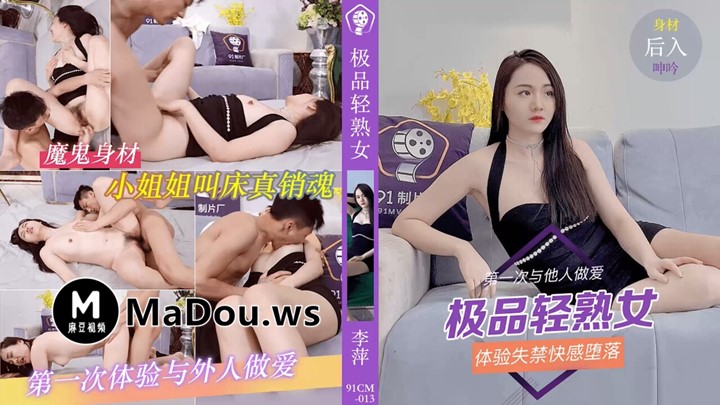 魔鬼身材
小姐姐叫床真销魂
制片厂
M
麻豆视频
MaDou.ws
第一次体验与外人做爱
极品轻熟女
李萍
91CM
-013
身材
后入
呻吟
91制片厂
第一次与他人做爱
极品轻熟女
体验失禁快感堕落